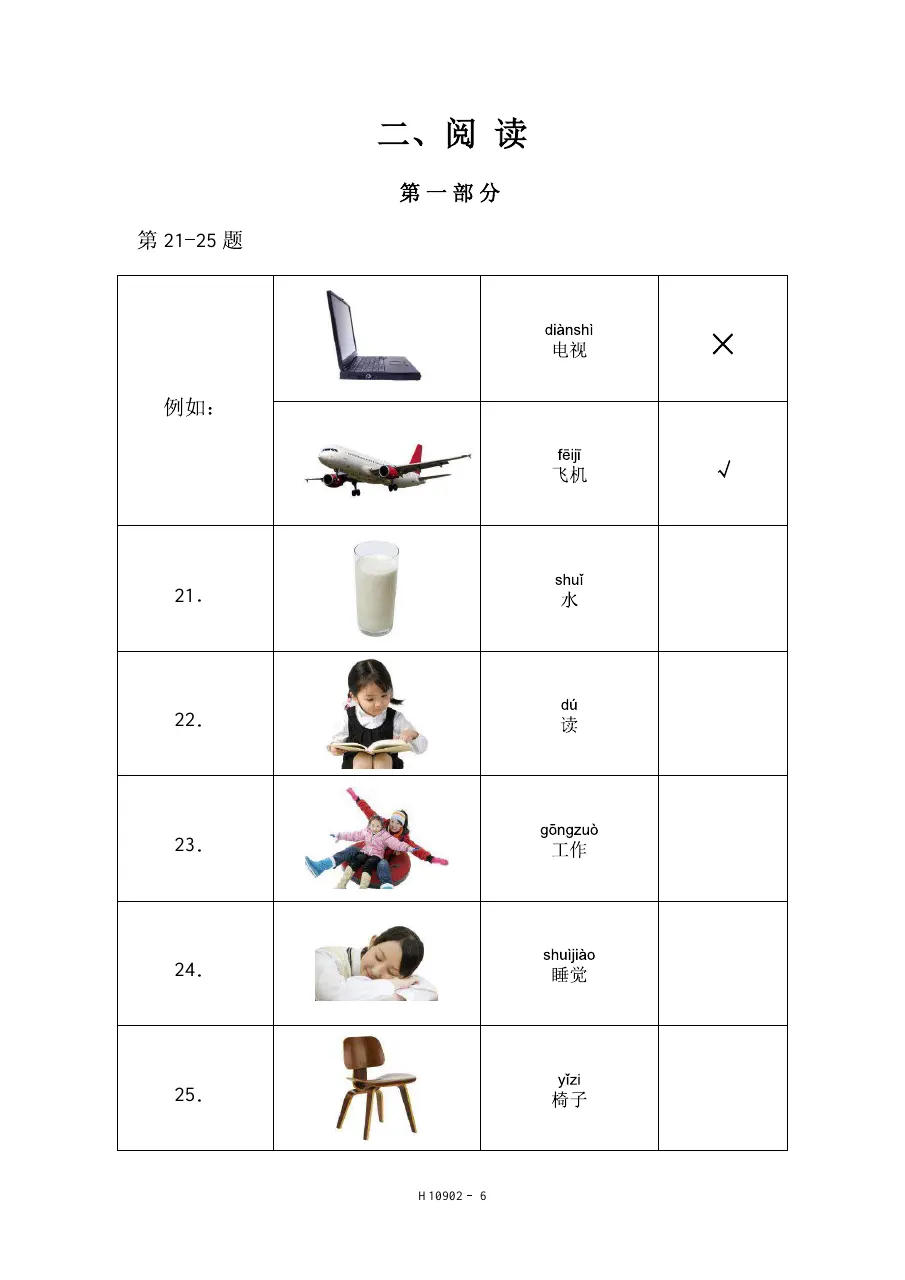 二、阅 读
第一部分
第 21-25 题
例如：
diànshì
电视
×
fēijī
飞机
√
21.
shuǐ
水
22.
dú
读
23.
gōngzuò
工作
24.
shuìjiào
睡觉
25.
yǐzi
椅子
H10902 - 6